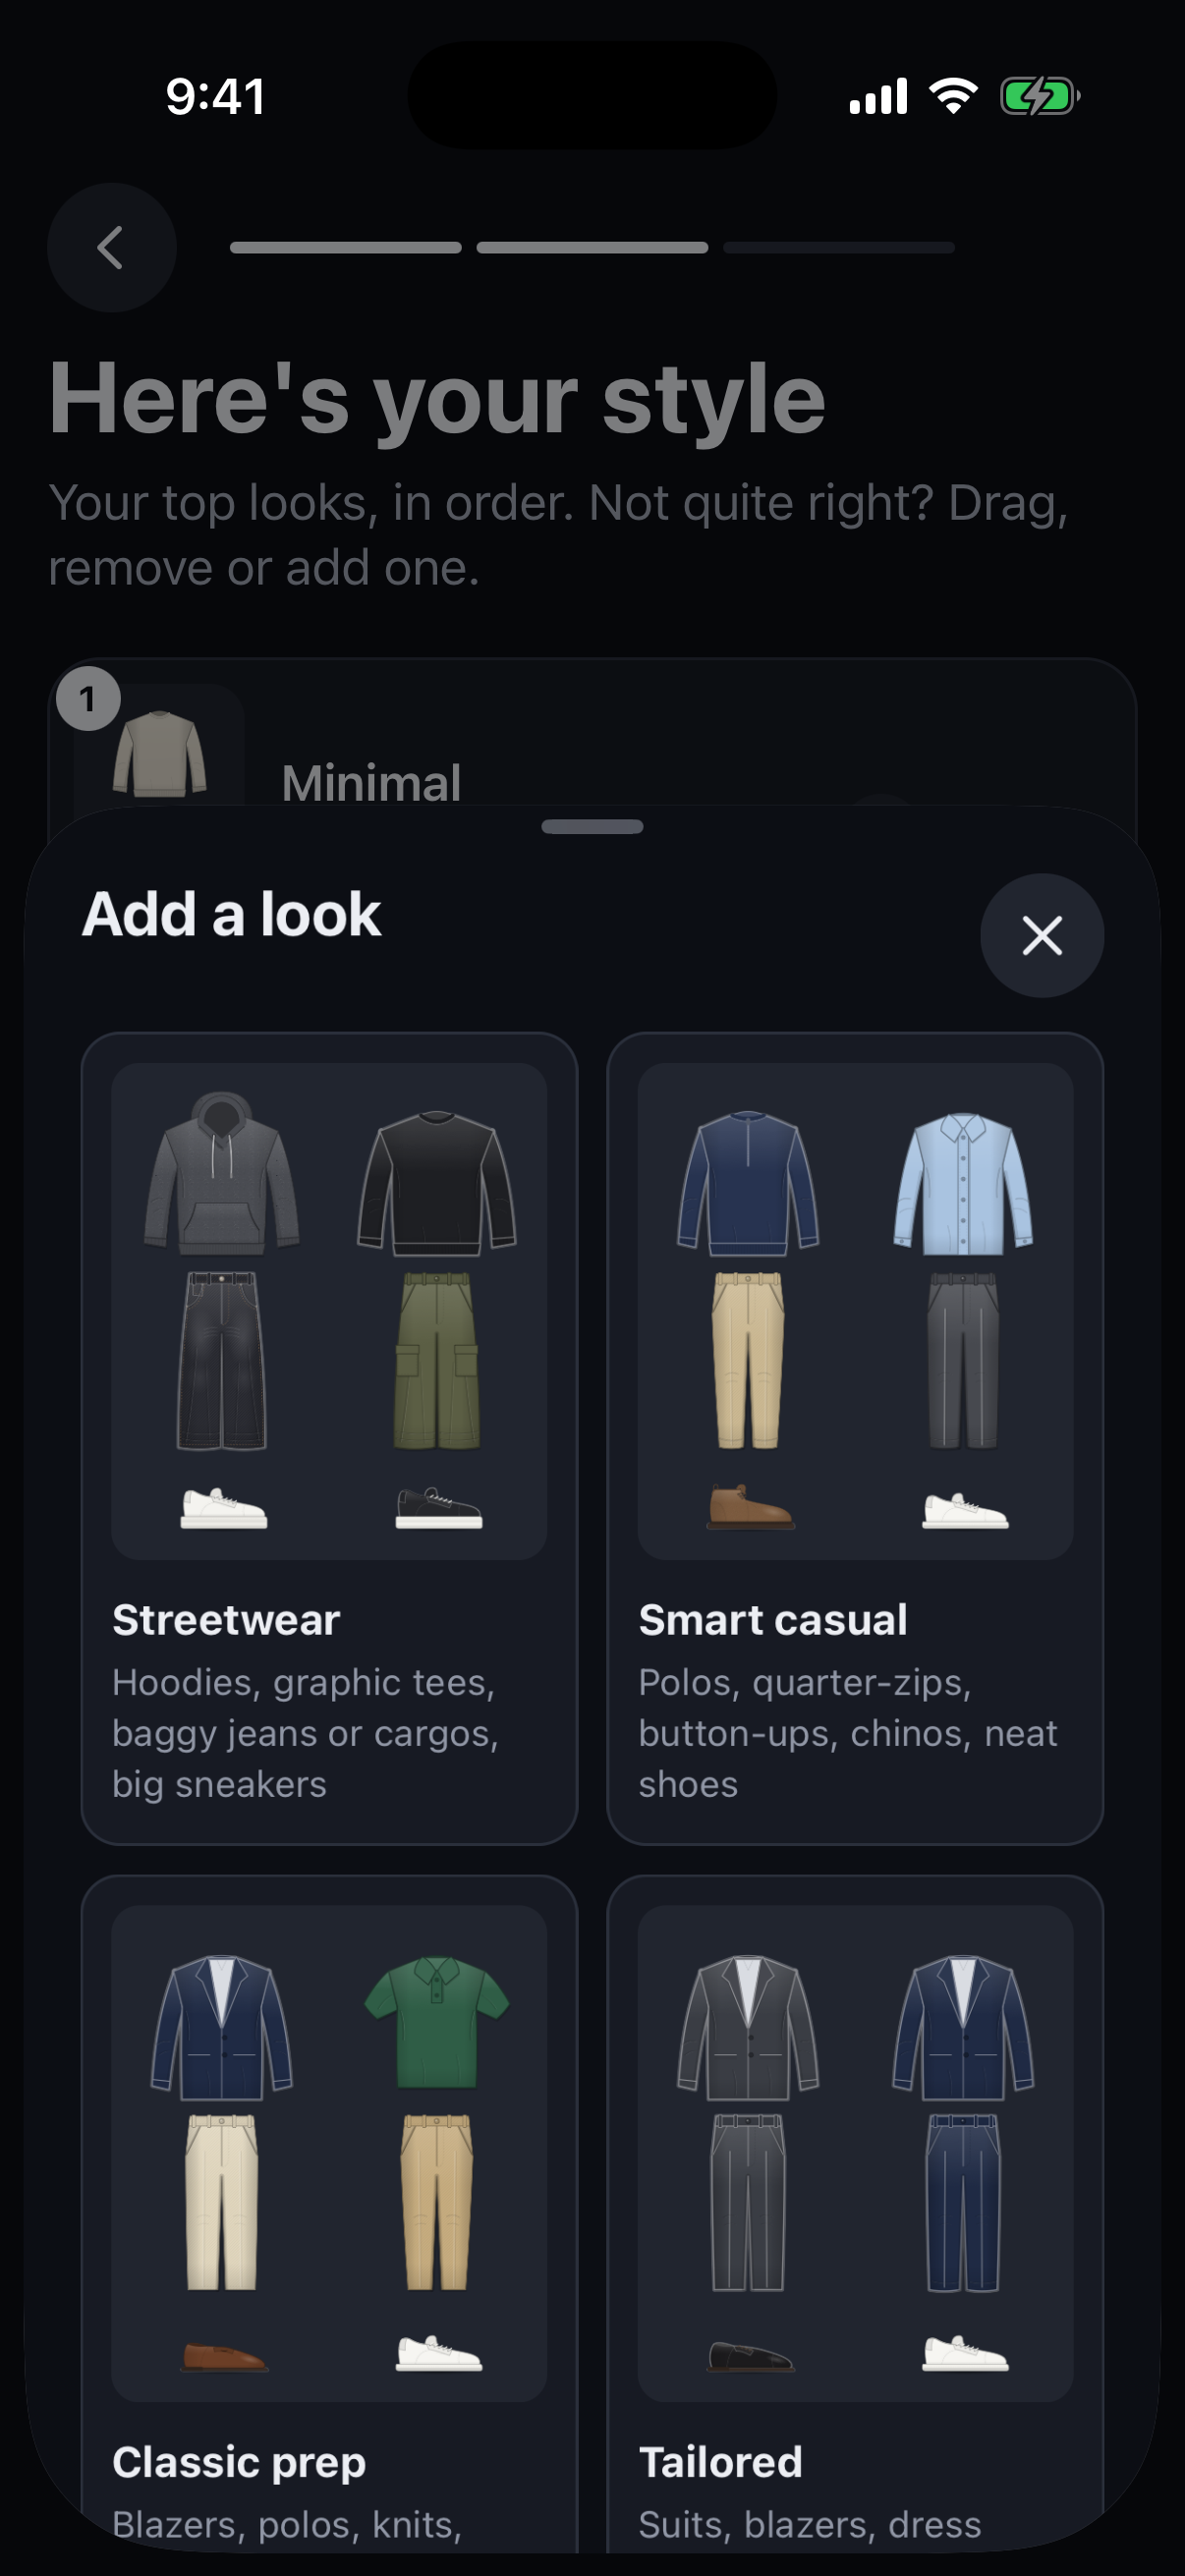 9:41
Here's your style
Your top looks, in order. Not quite right? Drag,
remove or add one.
1
Minimal
Add a look
Streetwear
Hoodies, graphic tees,
baggy jeans or cargos,
big sneakers
Smart casual
Polos, quarter-zips,
button-ups, chinos, neat
shoes
Classic prep
Blazers, polos, knits,
Tailored
Suits, blazers, dress